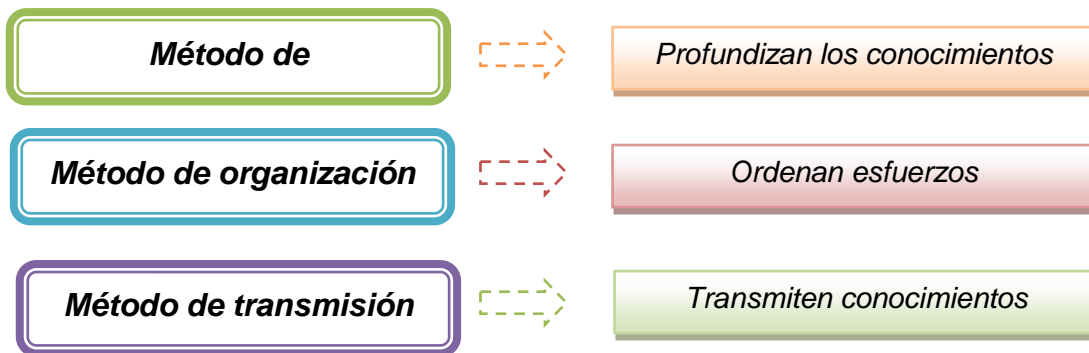 Método de
Profundizan los conocimientos
Método de organización
Ordenan esfuerzos
Método de transmisión
Transmiten conocimientos